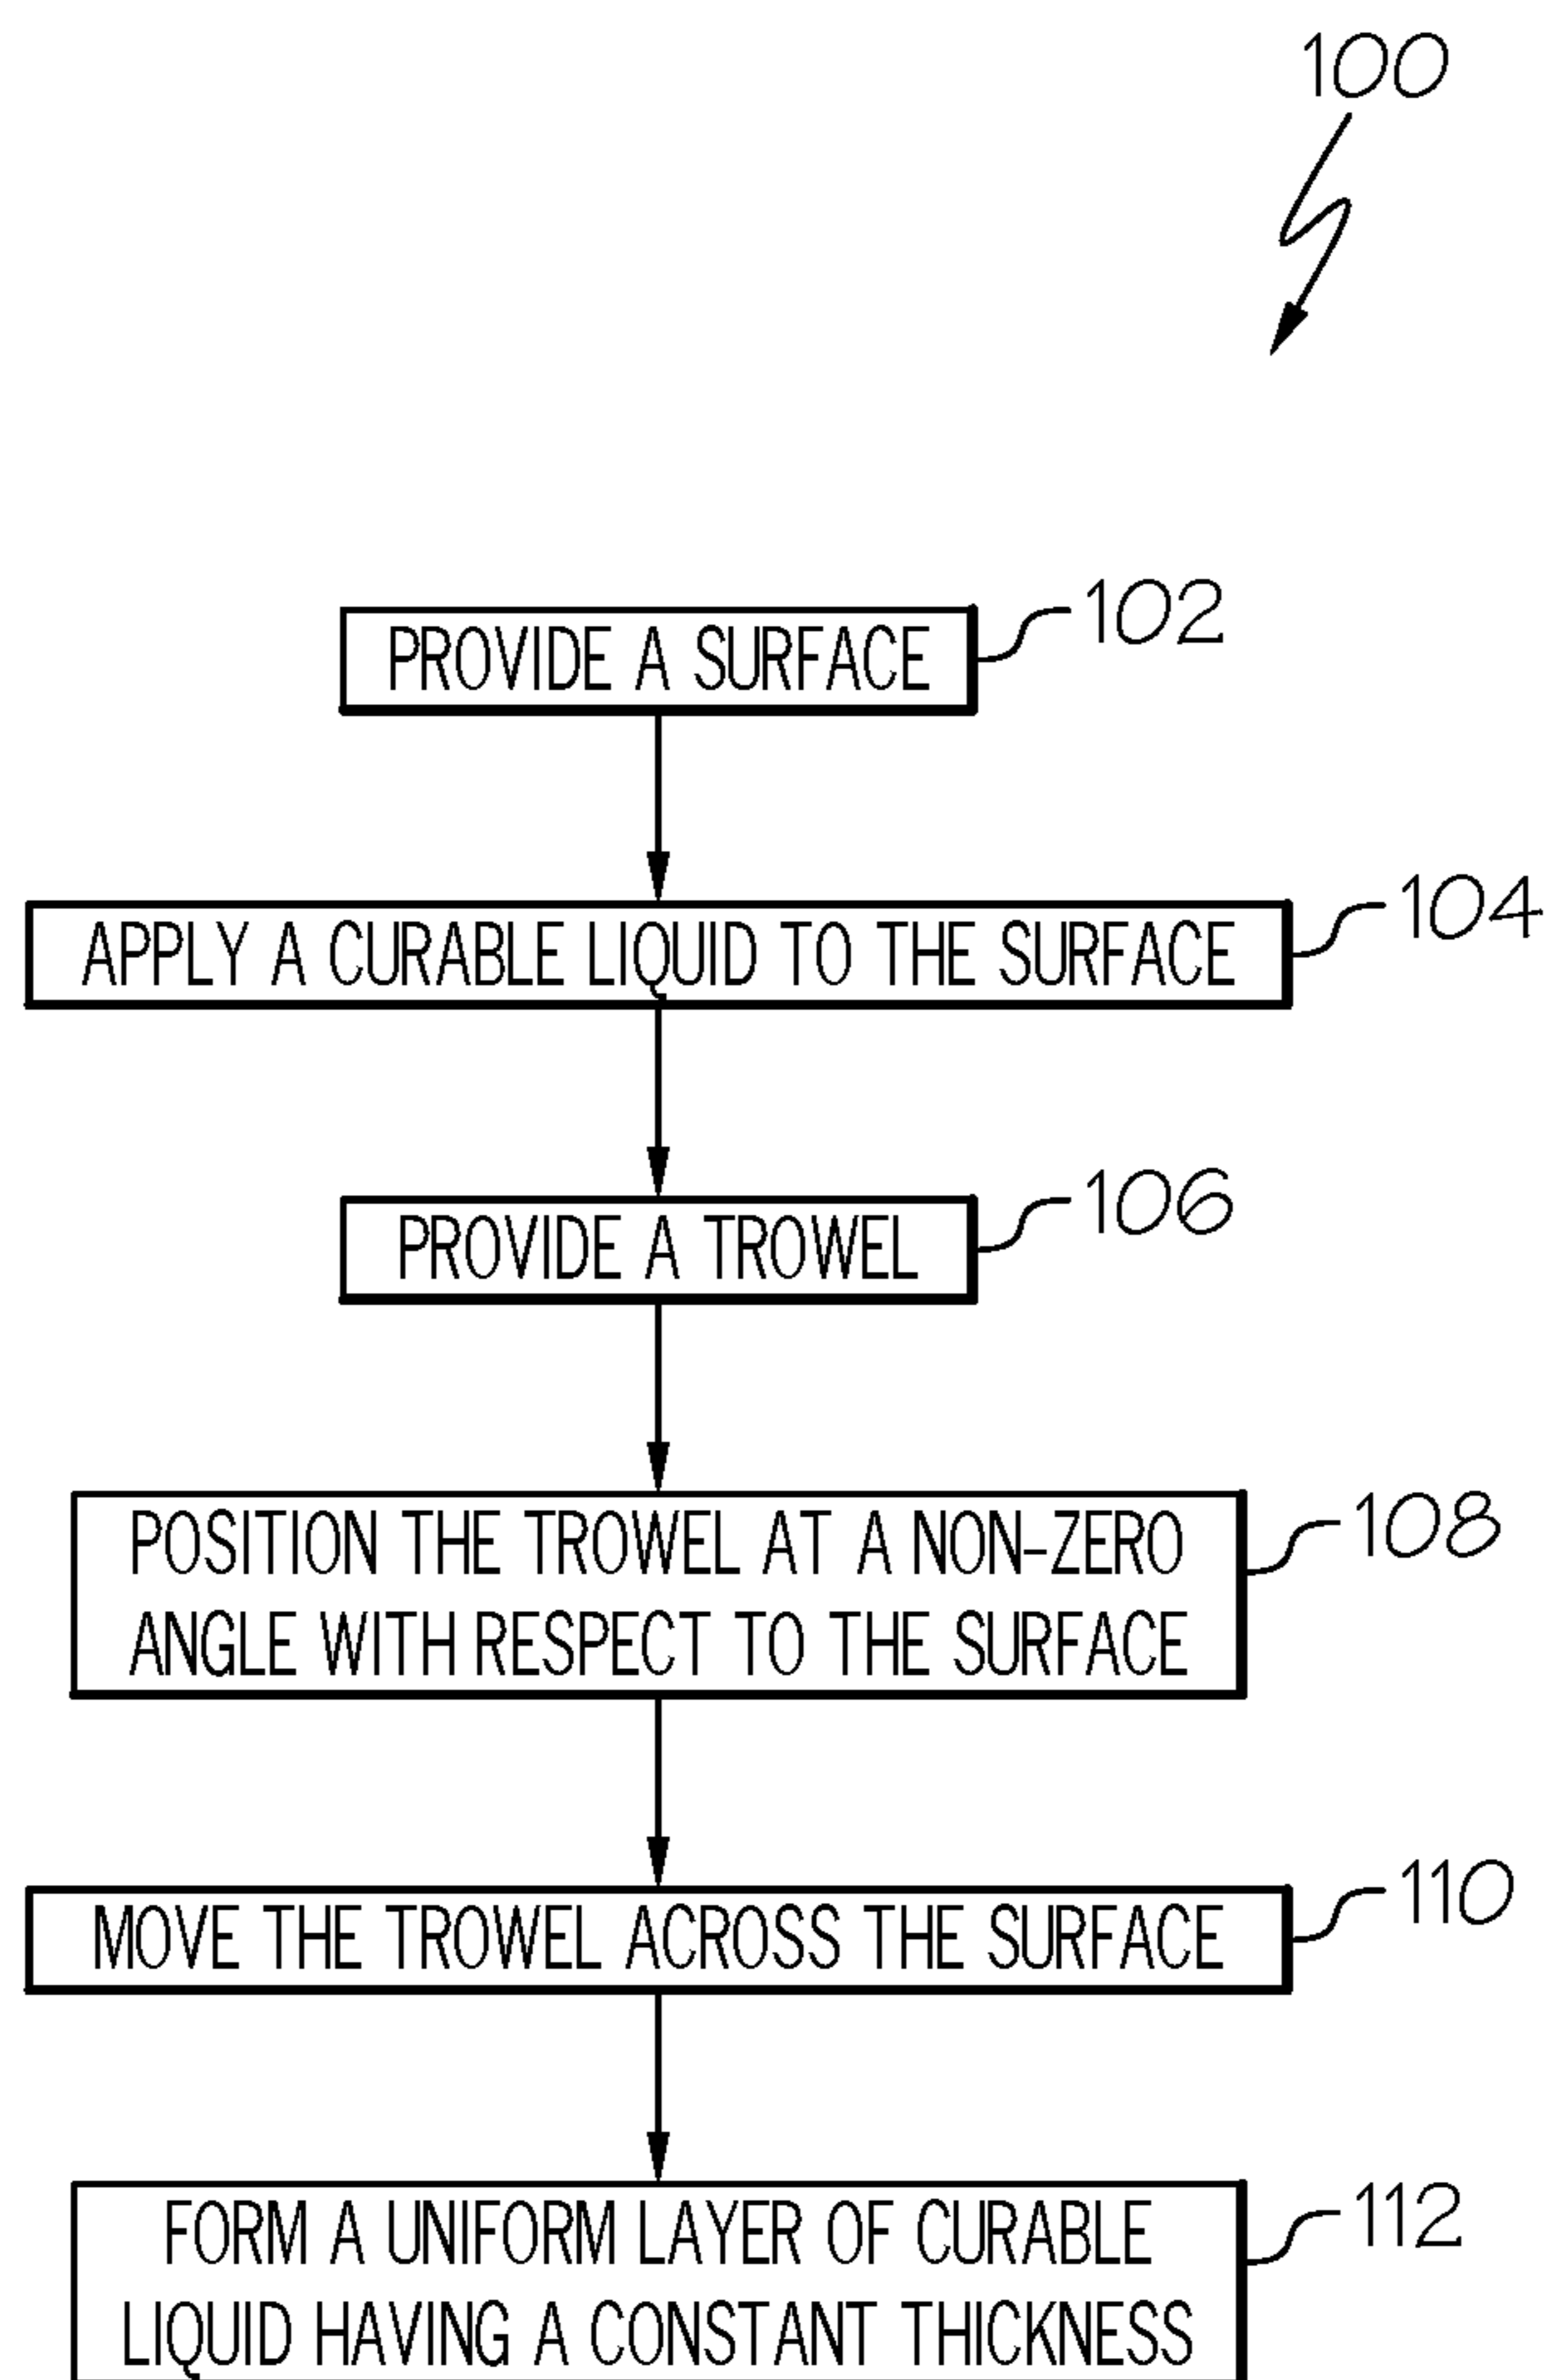 100
PROVIDE A SURFACE
102
APPLY A CURABLE LIQUID TO THE SURFACE
104
PROVIDE A TROWEL
106
POSITION THE TROWEL AT A NON-ZERO
ANGLE WITH RESPECT TO THE SURFACE
108
MOVE THE TROWEL ACROSS THE SURFACE
110
FORM A UNIFORM LAYER OF CURABLE
LIQUID HAVING A CONSTANT THICKNESS
112